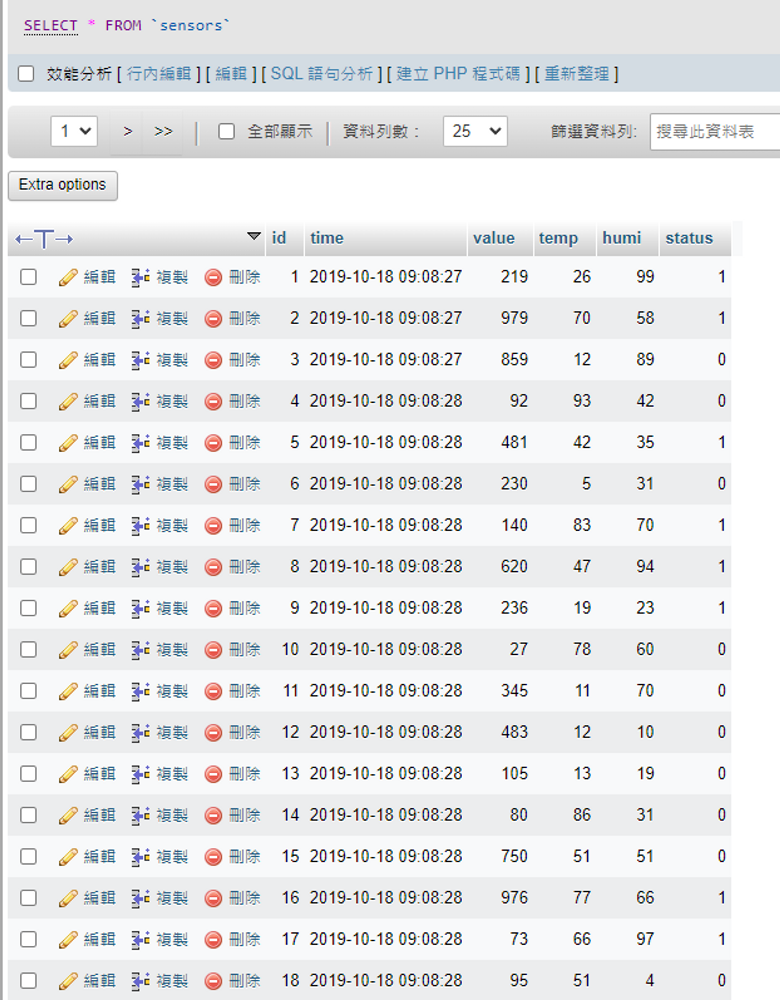 SELECT * FROM `sensors`
效能分析 [ 行內編輯 ] [ 編輯 ] [ SQL 語句分析 ] [ 建立 PHP 程式碼 ] [ 重新整理 ]
1 > >> | 全部顯示 | 資料列數： 25 篩選資料列: 搜尋此資料表
Extra options
←T→ id time value temp humi status
編輯 複製 刪除 1 2019-10-18 09:08:27 219 26 99 1
編輯 複製 刪除 2 2019-10-18 09:08:27 979 70 58 1
編輯 複製 刪除 3 2019-10-18 09:08:27 859 12 89 0
編輯 複製 刪除 4 2019-10-18 09:08:28 92 93 42 0
編輯 複製 刪除 5 2019-10-18 09:08:28 481 42 35 1
編輯 複製 刪除 6 2019-10-18 09:08:28 230 5 31 0
編輯 複製 刪除 7 2019-10-18 09:08:28 140 83 70 1
編輯 複製 刪除 8 2019-10-18 09:08:28 620 47 94 1
編輯 複製 刪除 9 2019-10-18 09:08:28 236 19 23 1
編輯 複製 刪除 10 2019-10-18 09:08:28 27 78 60 0
編輯 複製 刪除 11 2019-10-18 09:08:28 345 11 70 0
編輯 複製 刪除 12 2019-10-18 09:08:28 483 12 10 0
編輯 複製 刪除 13 2019-10-18 09:08:28 105 13 19 0
編輯 複製 刪除 14 2019-10-18 09:08:28 80 86 31 0
編輯 複製 刪除 15 2019-10-18 09:08:28 750 51 51 0
編輯 複製 刪除 16 2019-10-18 09:08:28 976 77 66 1
編輯 複製 刪除 17 2019-10-18 09:08:28 73 66 97 1
編輯 複製 刪除 18 2019-10-18 09:08:28 95 51 4 0